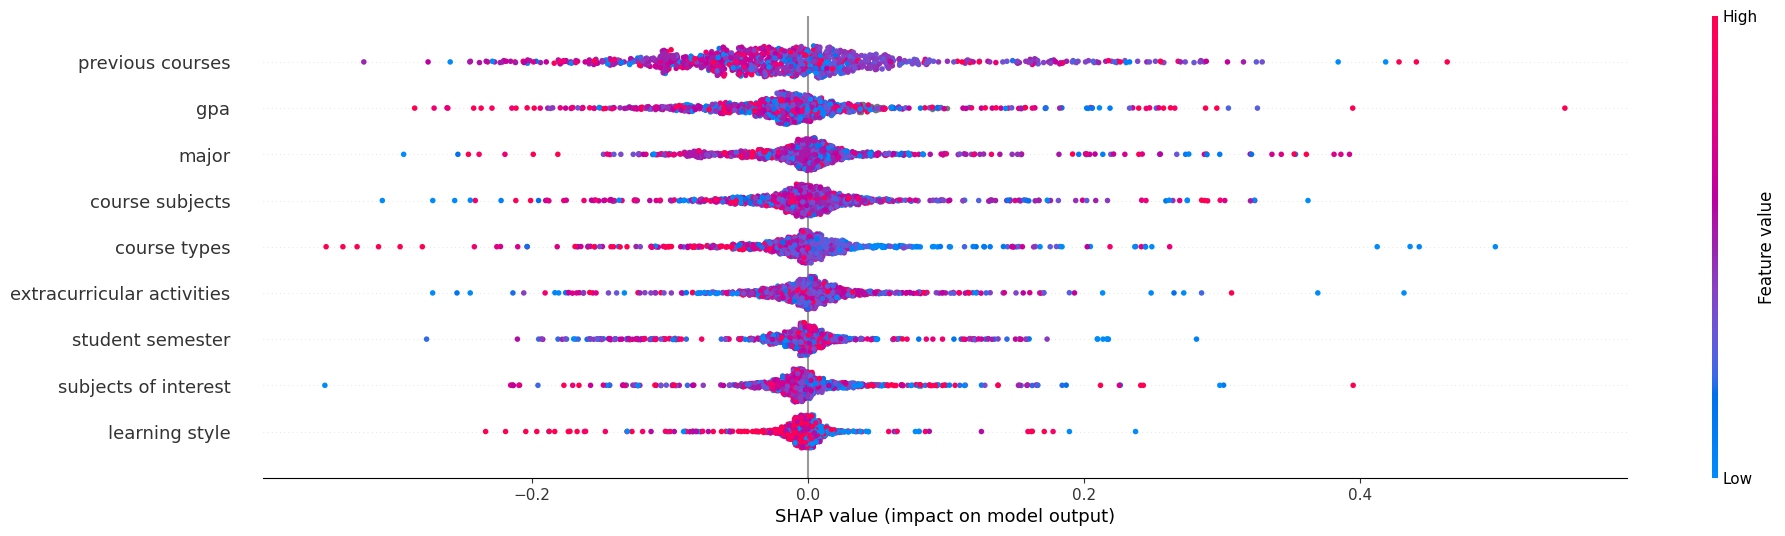 High
previous courses
gpa
major
course subjects
course types
extracurricular activities
student semester
subjects of interest
learning style
Feature value
Low
−0.2 0.0 0.2 0.4
SHAP value (impact on model output)